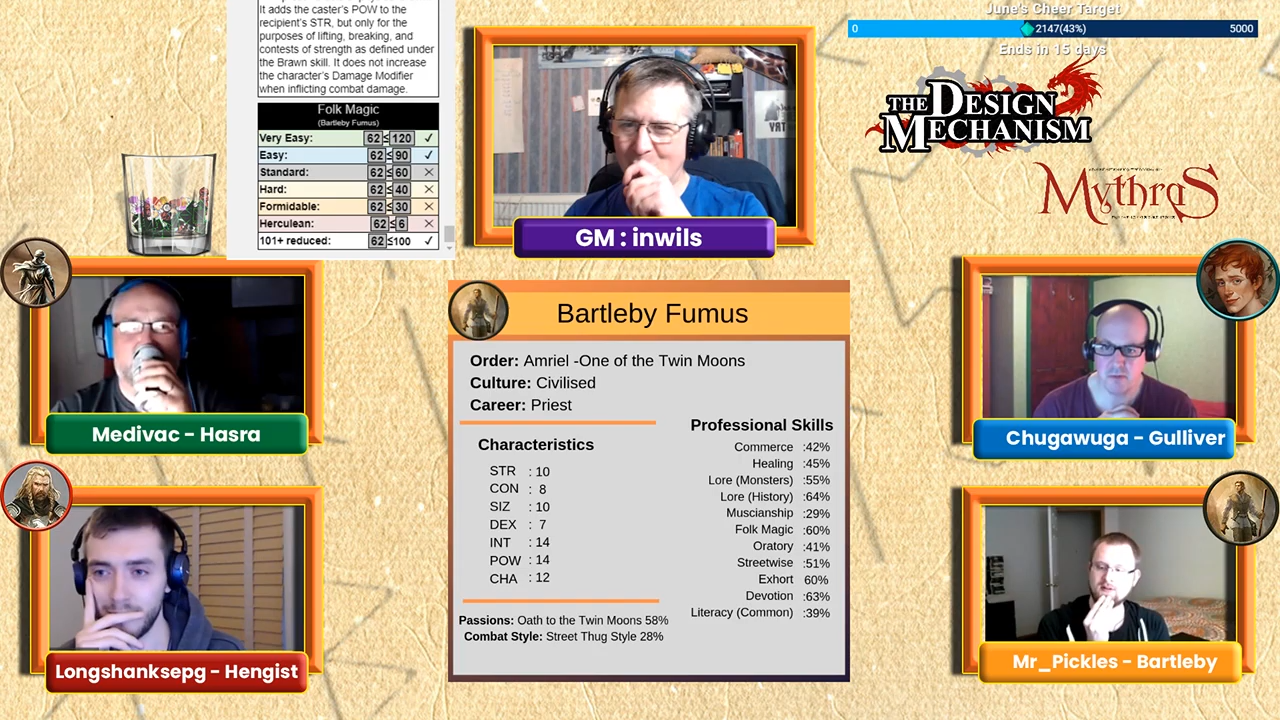 It adds the caster's POW to the
recipient's STR, but only for the
purposes of lifting, breaking, and
contests of strength as defined under
the Brawn skill. It does not increase
the character's Damage Modifier
when inflicting combat damage.
Folk Magic
(Bartleby Fumus)
Very Easy: 62≤120 ✓
Easy: 62≤90 ✓
Standard: 62≤60 ✕
Hard: 62≤40 ✕
Formidable: 62≤30 ✕
Herculean: 62≤6 ✕
101+ reduced: 62≤100 ✓
GM : inwils
June's Cheer Target
0 2147(43%) 5000
Ends in 15 days
THE DESIGN
MECHANISM
MYTHRAS
Medivac - Hasra
Chugawuga - Gulliver
Longshanksepg - Hengist
Mr_Pickles - Bartleby
Bartleby Fumus
Order: Amriel -One of the Twin Moons
Culture: Civilised
Career: Priest
Characteristics
STR : 10
CON : 8
SIZ : 10
DEX : 7
INT : 14
POW : 14
CHA : 12
Passions: Oath to the Twin Moons 58%
Combat Style: Street Thug Style 28%
Professional Skills
Commerce :42%
Healing :45%
Lore (Monsters) :55%
Lore (History) :64%
Muscianship :29%
Folk Magic :60%
Oratory :41%
Streetwise :51%
Exhort 60%
Devotion :63%
Literacy (Common) :39%